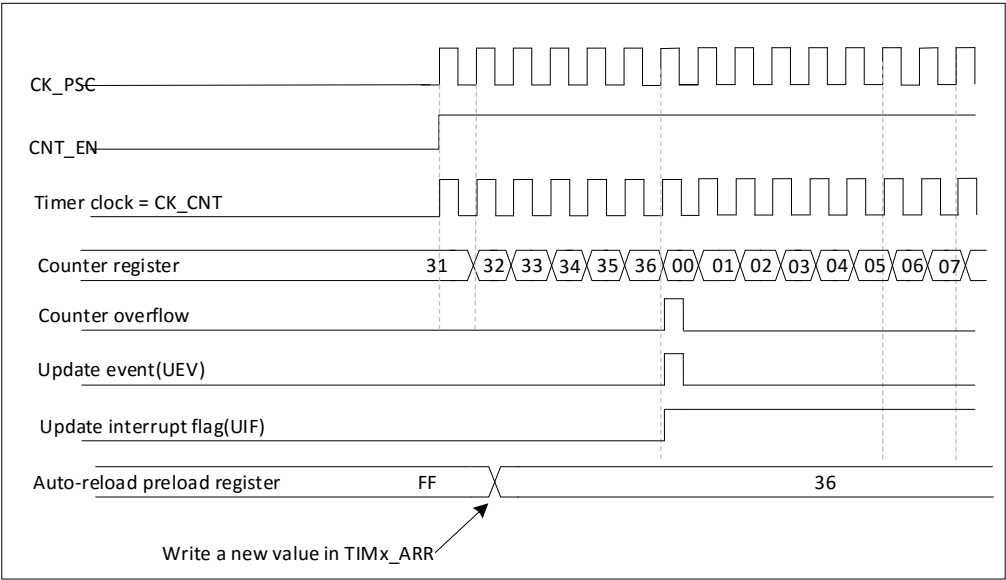 CK_PSC
CNT_EN
Timer clock = CK_CNT
Counter register 31 32 33 34 35 36 00 01 02 03 04 05 06 07
Counter overflow
Update event(UEV)
Update interrupt flag(UIF)
Auto-reload preload register FF 36
Write a new value in TIMx_ARR